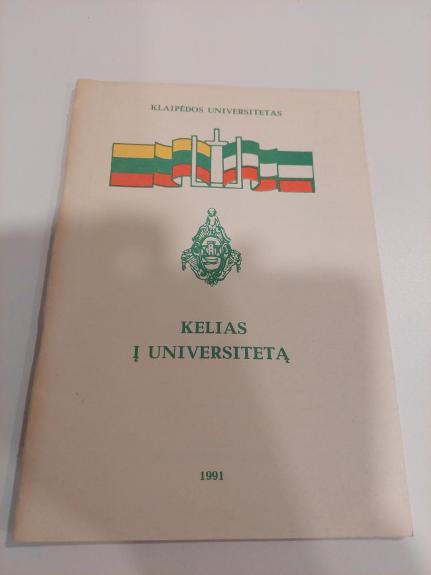 KLAIPĖDOS UNIVERSITETAS
KELIAS
Į UNIVERSITETĄ
1991